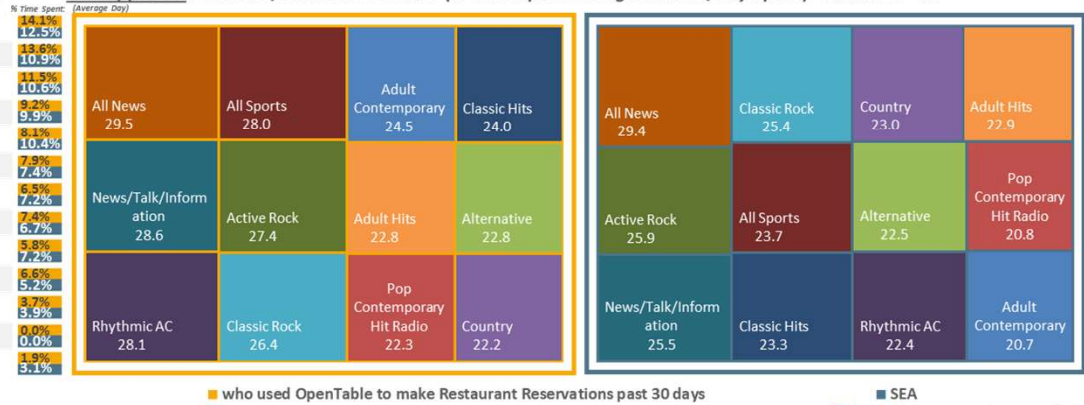 % Time Spent: (Average Day)
14.1%
12.5%
13.6%
10.9%
11.5%
10.6%
9.2%
9.9%
8.1%
10.4%
7.9%
7.4%
6.5%
7.2%
7.4%
6.7%
5.8%
7.2%
6.6%
5.2%
3.7%
3.9%
0.0%
0.0%
1.9%
3.1%
All News
29.5
All Sports
28.0
Adult
Contemporary
24.5
Classic Hits
24.0
News/Talk/Inform
ation
28.6
Active Rock
27.4
Adult Hits
22.8
Alternative
22.8
Rhythmic AC
28.1
Classic Rock
26.4
Pop
Contemporary
Hit Radio
22.3
Country
22.2
All News
29.4
Classic Rock
25.4
Country
23.0
Adult Hits
22.9
Active Rock
25.9
All Sports
23.7
Alternative
22.5
Pop
Contemporary
Hit Radio
20.8
News/Talk/Inform
ation
25.5
Classic Hits
23.3
Rhythmic AC
22.4
Adult
Contemporary
20.7
who used OpenTable to make Restaurant Reservations past 30 days
SEA